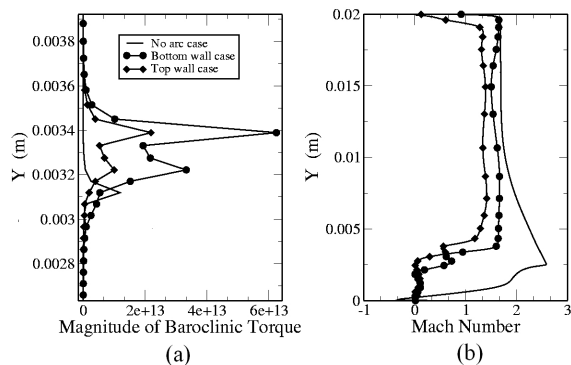 0.0038
0.0036
0.0034
0.0032
0.003
0.0028
Y (m)
No arc case
Bottom wall case
Top wall case
0 2e+13 4e+13 6e+13
Magnitude of Baroclinic Torque
(a)
0.02
0.015
0.01
0.005
0
Y (m)
-1 0 1 2 3
Mach Number
(b)